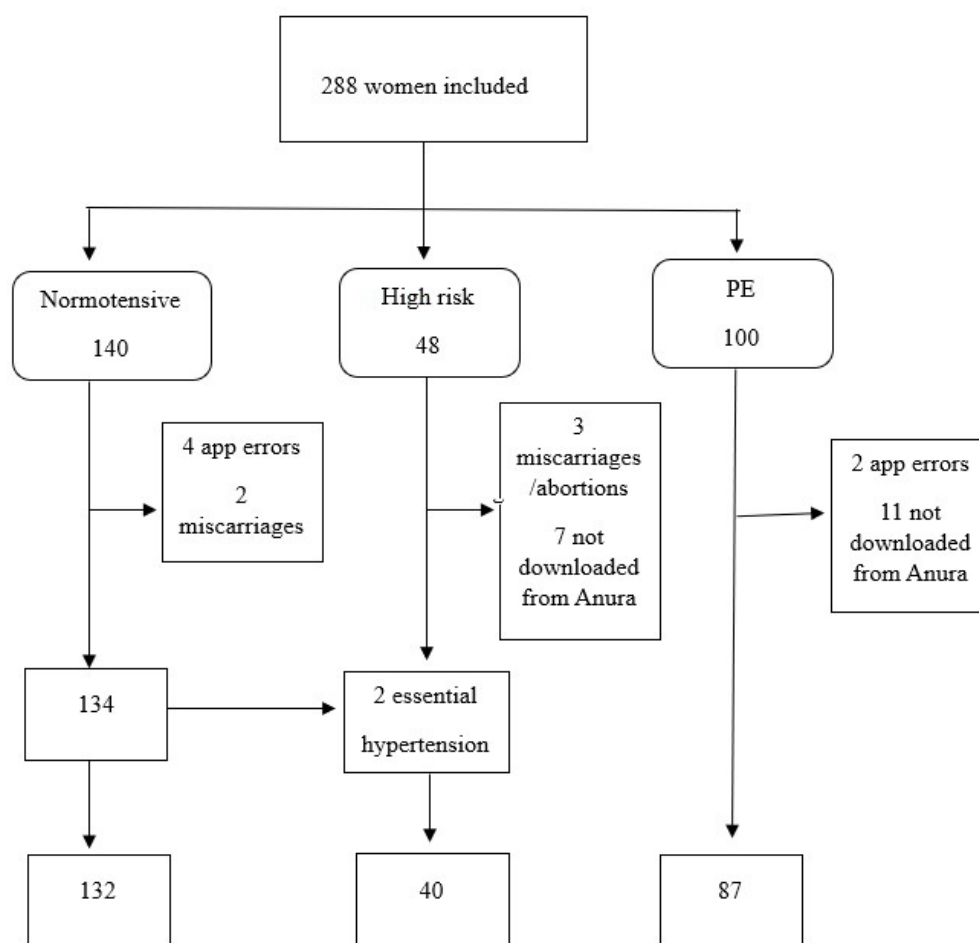 288 women included
Normotensive
140
High risk
48
PE
100
4 app errors
2
miscarriages
3
miscarriages
/abortions
7 not
downloaded
from Anura
2 app errors
11 not
downloaded
from Anura
134
2 essential
hypertension
132
40
87